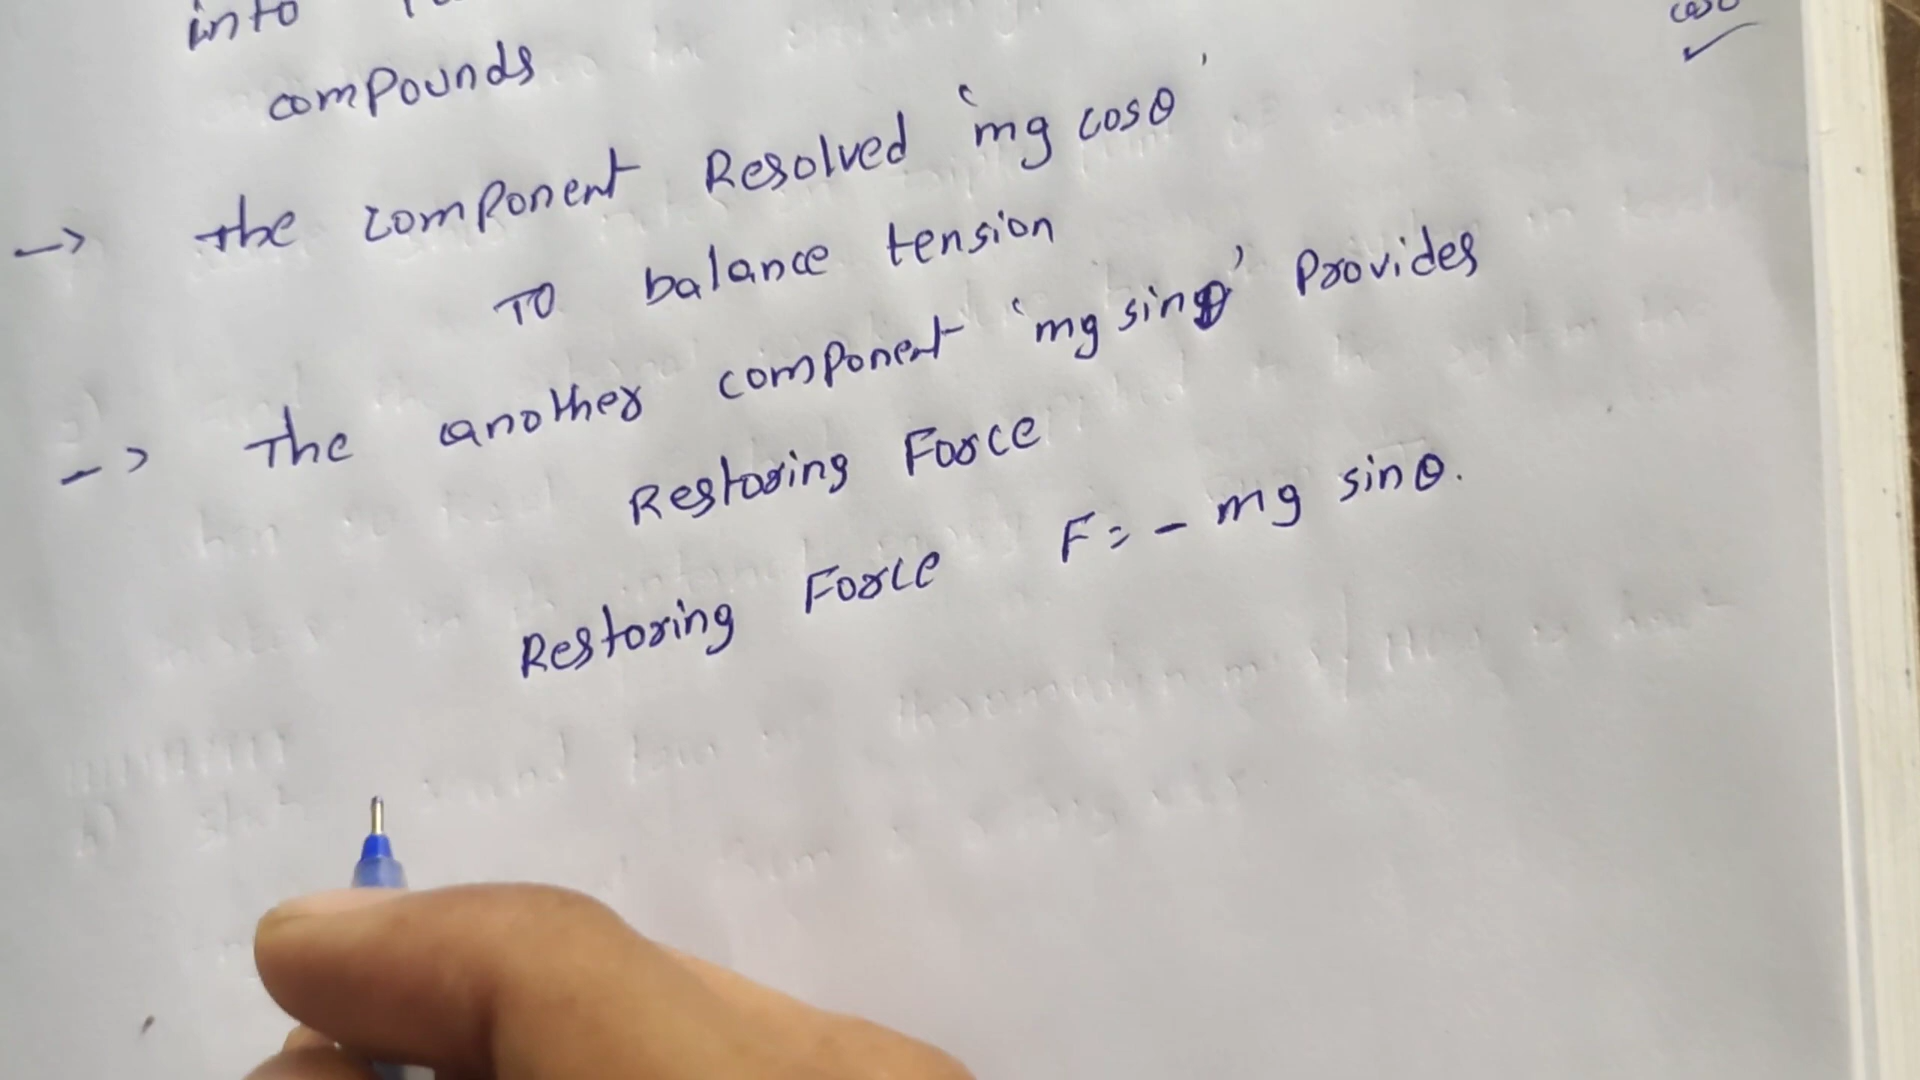 into
compounds
→ the component Resolved 'mg cosθ'
TO balance tension
→ The another component 'mg sinθ' Provides
Restoring Force
Restoring Force F = - mg sinθ.